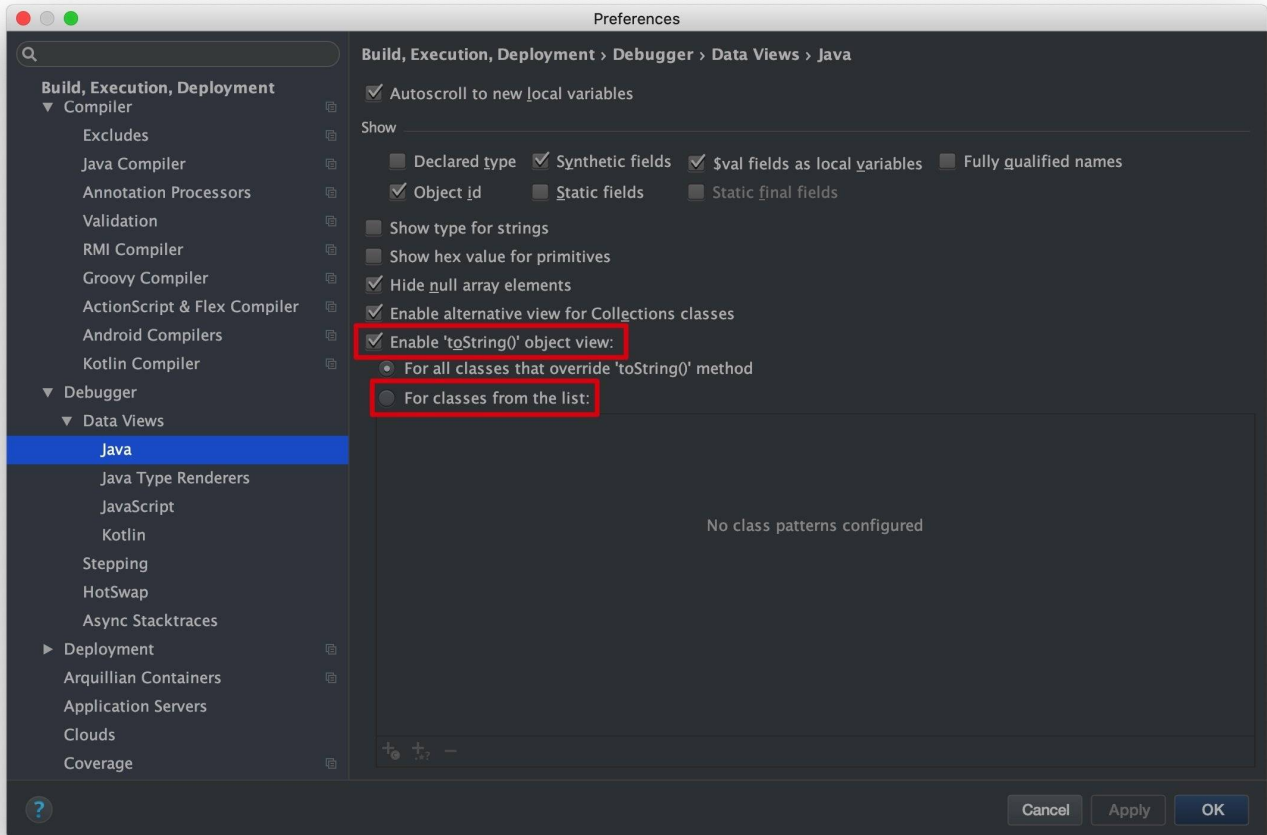 Preferences
Build, Execution, Deployment
Compiler
Excludes
Java Compiler
Annotation Processors
Validation
RMI Compiler
Groovy Compiler
ActionScript & Flex Compiler
Android Compilers
Kotlin Compiler
Debugger
Data Views
Java
Java Type Renderers
JavaScript
Kotlin
Stepping
HotSwap
Async Stacktraces
Deployment
Arquillian Containers
Application Servers
Clouds
Coverage
Build, Execution, Deployment › Debugger › Data Views › Java
Autoscroll to new local variables
Show
Declared type Synthetic fields $val fields as local variables Fully qualified names
Object id Static fields Static final fields
Show type for strings
Show hex value for primitives
Hide null array elements
Enable alternative view for Collections classes
Enable 'toString()' object view:
For all classes that override 'toString()' method
For classes from the list:
No class patterns configured
?
Cancel Apply OK